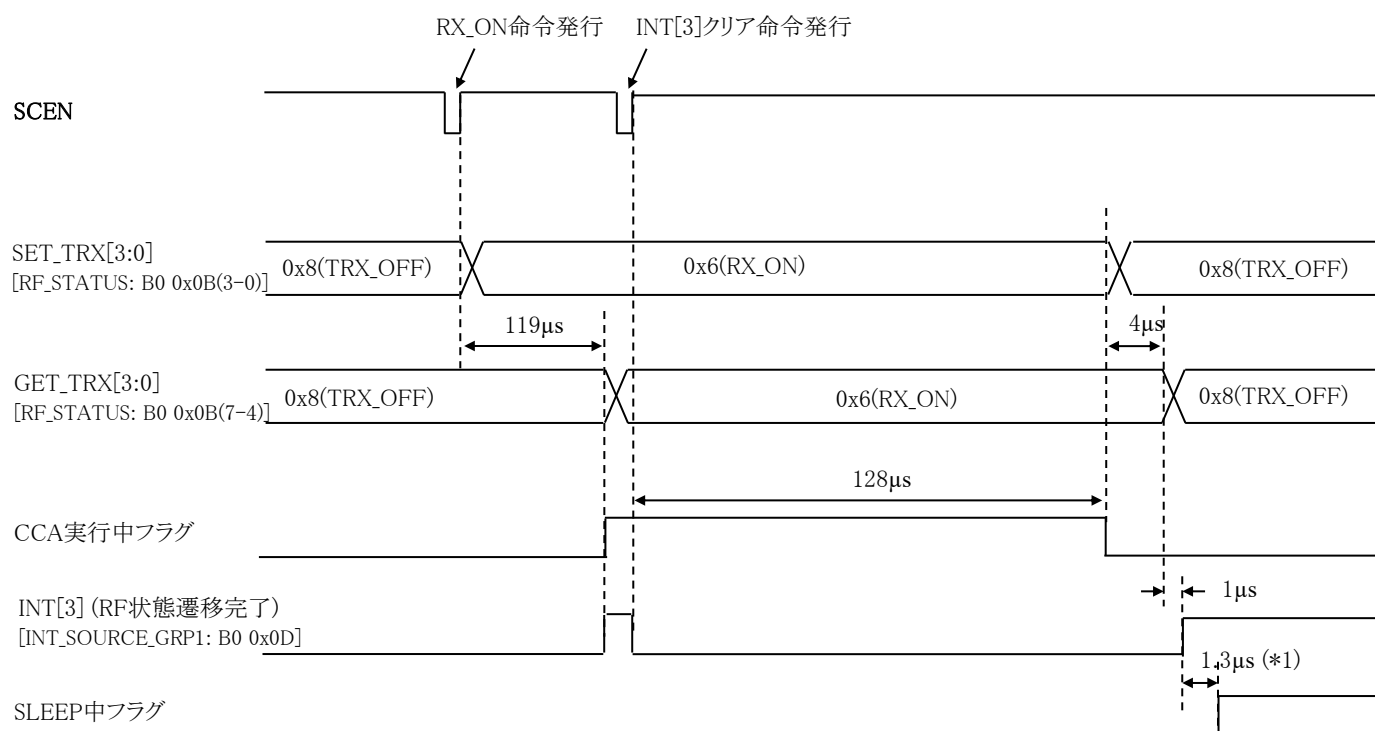 RX_ON命令発行 INT[3]クリア命令発行
SCEN
SET_TRX[3:0]
[RF_STATUS: B0 0x0B(3-0)]
0x8(TRX_OFF) 0x6(RX_ON) 0x8(TRX_OFF)
119μs 4μs
GET_TRX[3:0]
[RF_STATUS: B0 0x0B(7-4)]
0x8(TRX_OFF) 0x6(RX_ON) 0x8(TRX_OFF)
128μs
CCA実行中フラグ
INT[3] (RF状態遷移完了)
[INT_SOURCE_GRP1: B0 0x0D]
1μs
1.3μs (*1)
SLEEP中フラグ